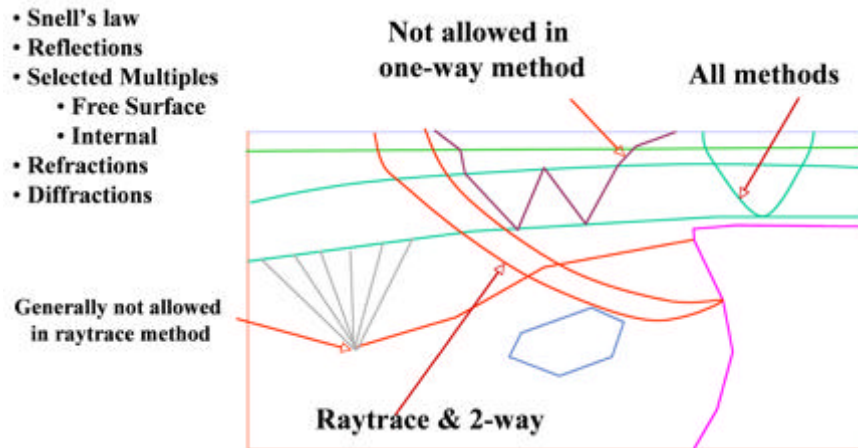 • Snell's law
• Reflections
• Selected Multiples
• Free Surface
• Internal
• Refractions
• Diffractions
Not allowed in
one-way method
All methods
Generally not allowed
in raytrace method
Raytrace & 2-way